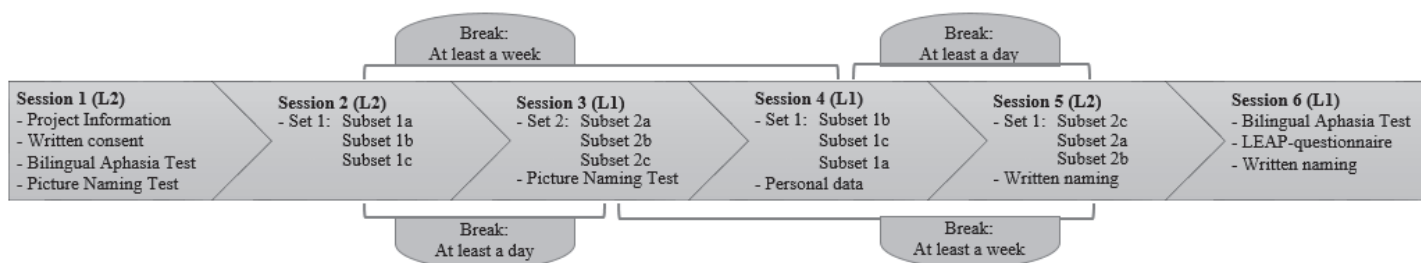 Break:
At least a week
Break:
At least a day
Session 1 (L2)
- Project Information
- Written consent
- Bilingual Aphasia Test
- Picture Naming Test
Session 2 (L2)
- Set 1: Subset 1a
Subset 1b
Subset 1c
Session 3 (L1)
- Set 2: Subset 2a
Subset 2b
Subset 2c
- Picture Naming Test
Session 4 (L1)
- Set 1: Subset 1b
Subset 1c
Subset 1a
- Personal data
Session 5 (L2)
- Set 1: Subset 2c
Subset 2a
Subset 2b
- Written naming
Session 6 (L1)
- Bilingual Aphasia Test
- LEAP-questionnaire
- Written naming
Break:
At least a day
Break:
At least a week